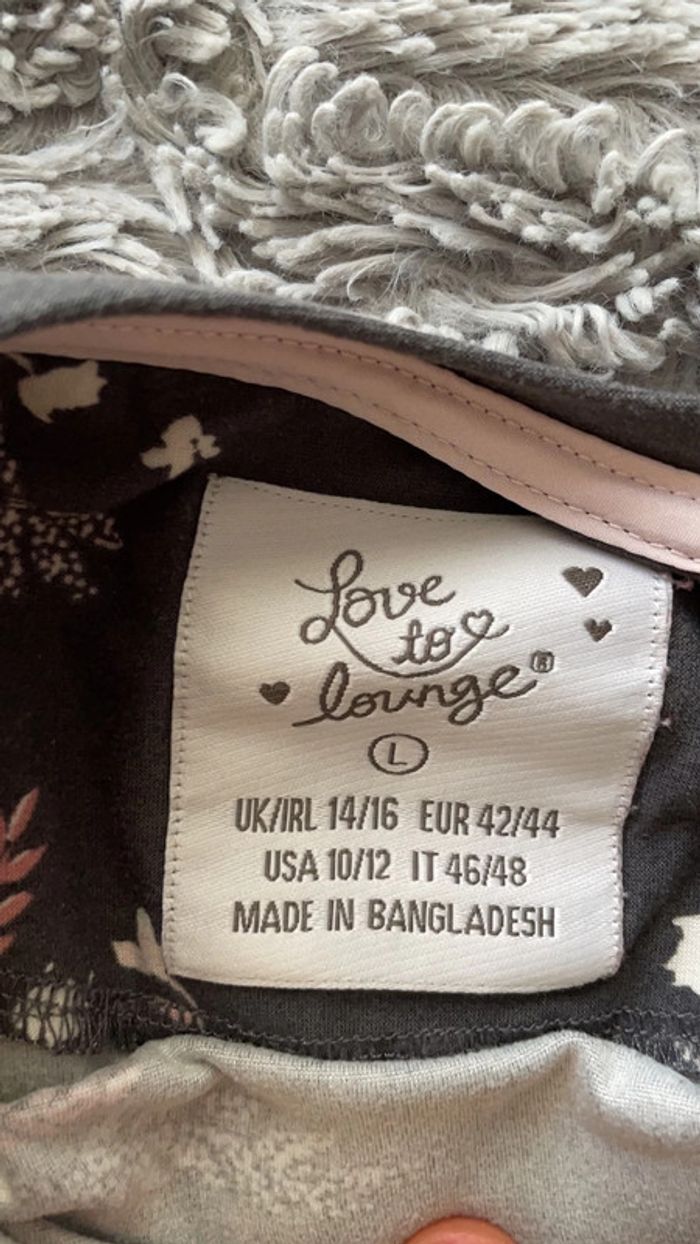 Love
to
lounge®
L
UK/IRL 14/16 EUR 42/44
USA 10/12 IT 46/48
MADE IN BANGLADESH